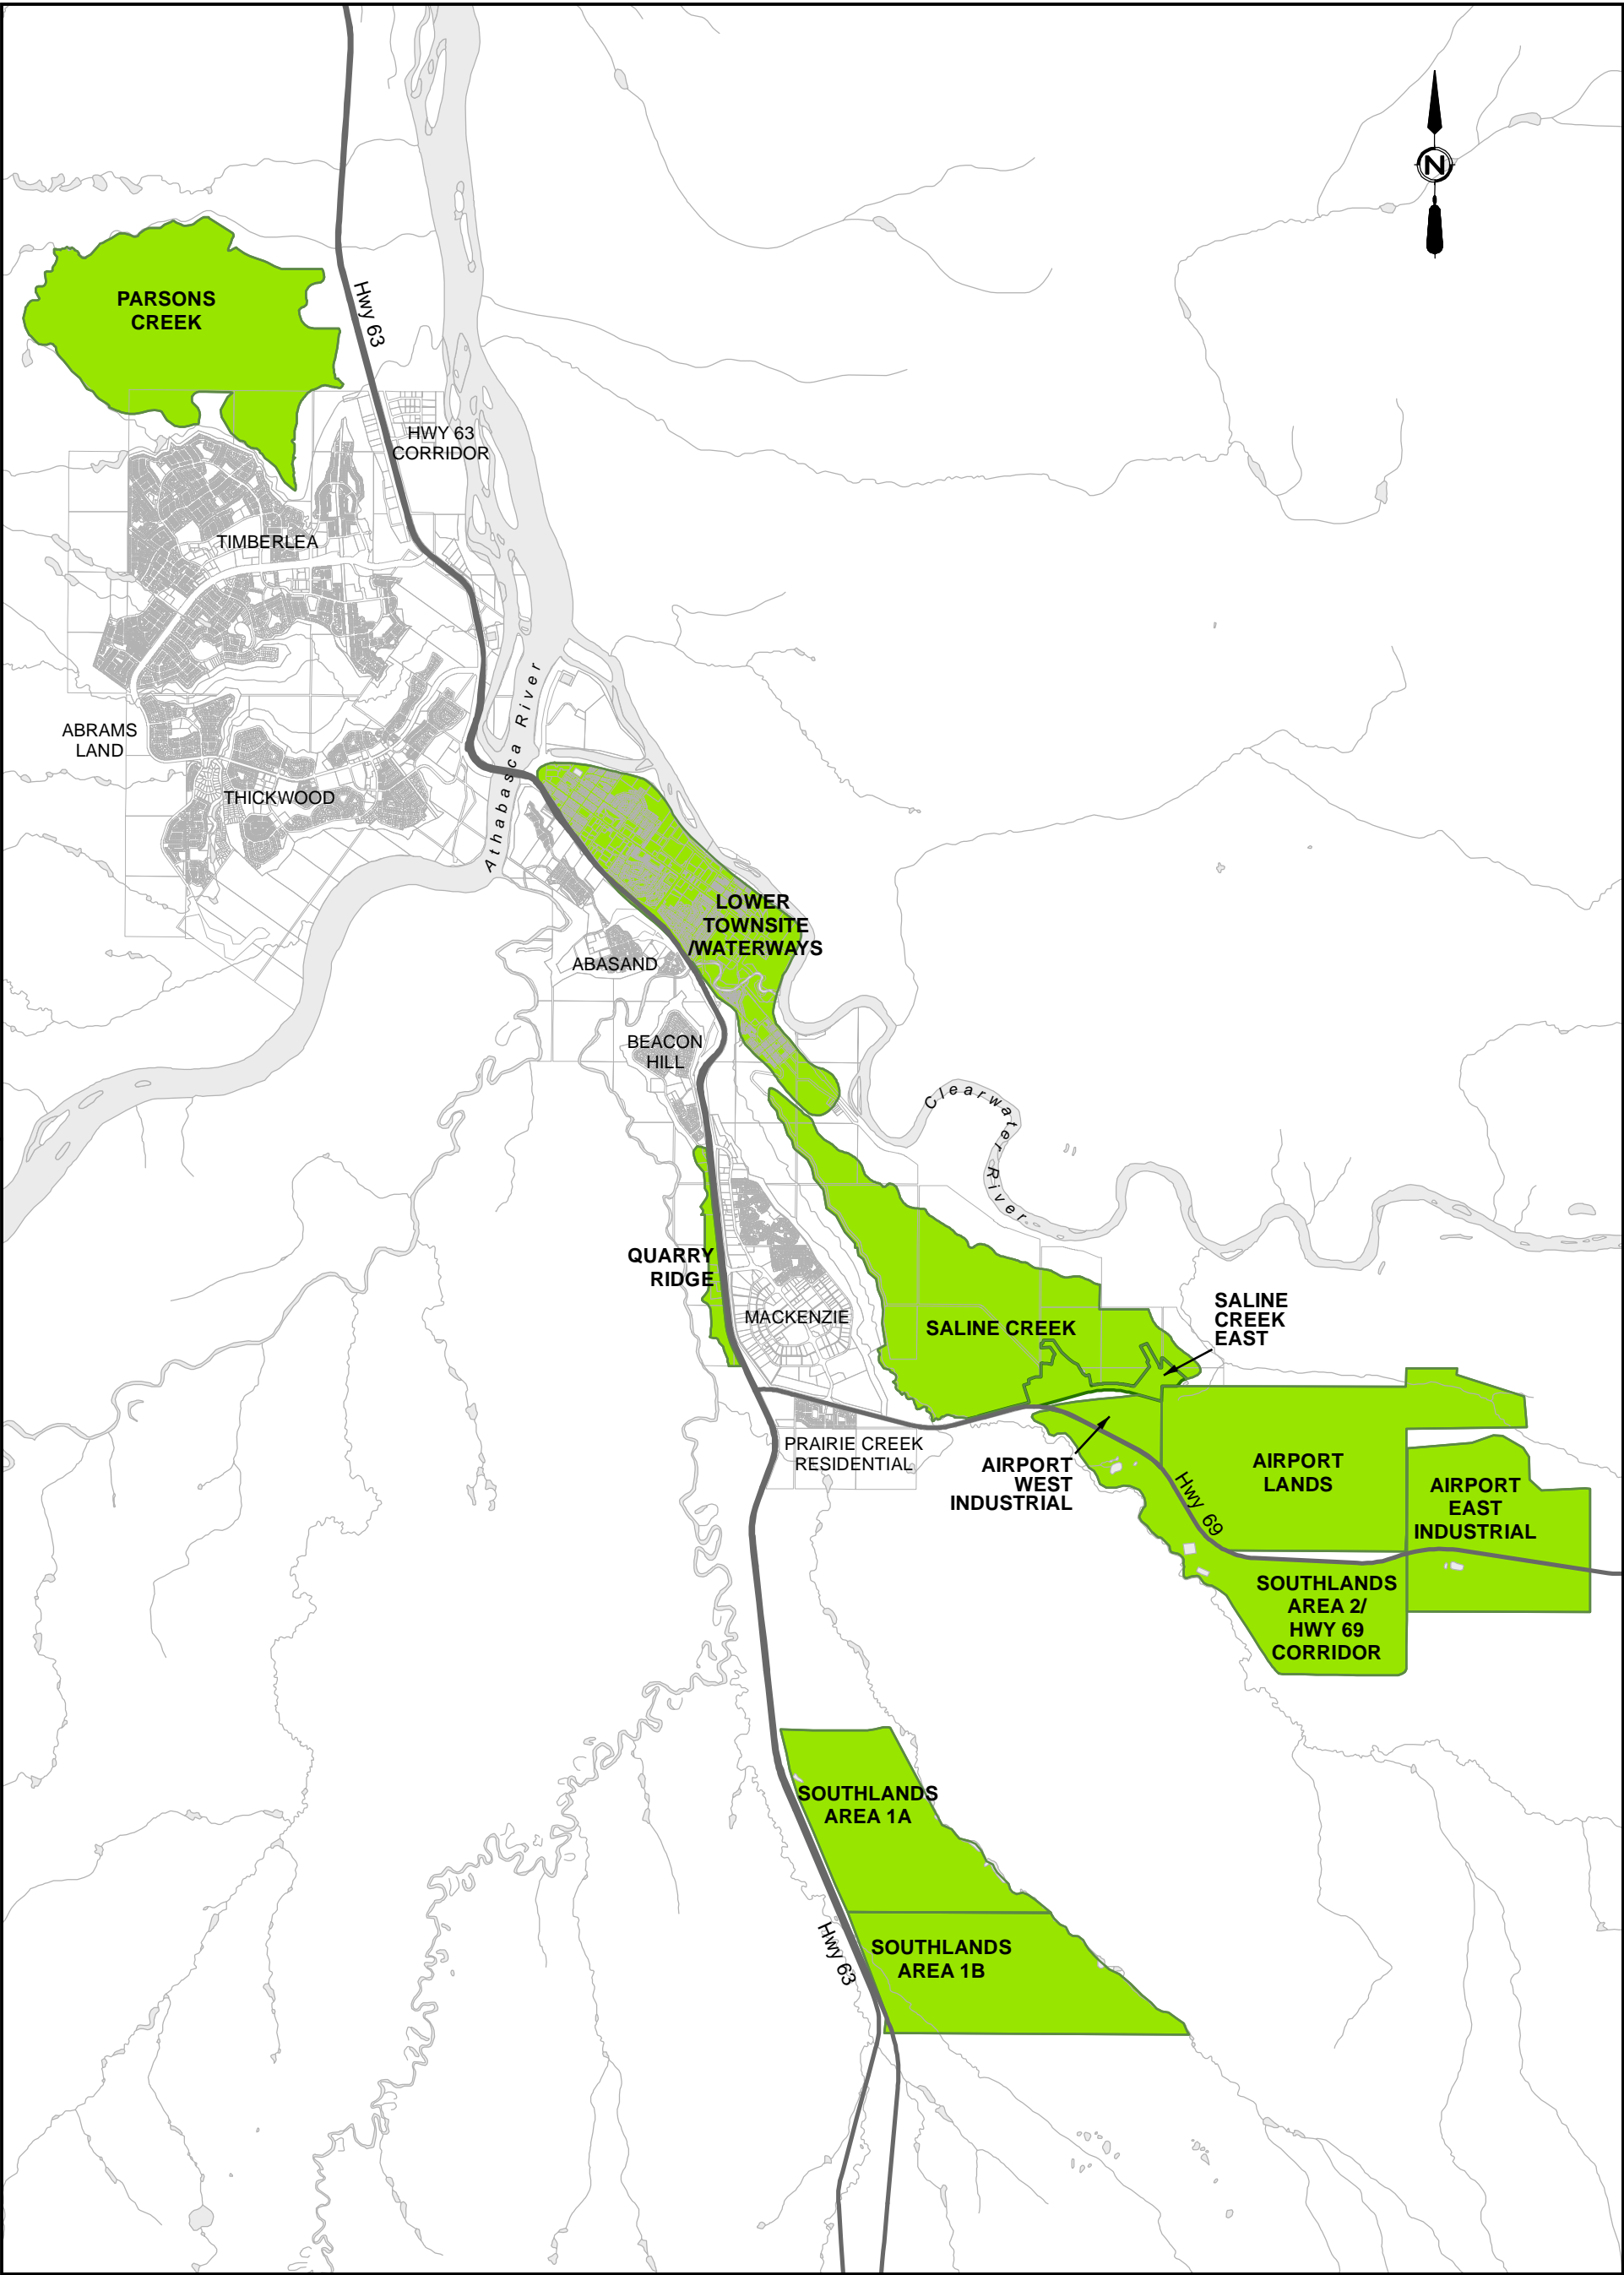 N
PARSONS
CREEK
Hwy 63
HWY 63
CORRIDOR
TIMBERLEA
ABRAMS
LAND
THICKWOOD
Athabasca River
LOWER
TOWNSITE
/WATERWAYS
ABASAND
BEACON
HILL
Clearwater River
QUARRY
RIDGE
MACKENZIE
SALINE CREEK
SALINE
CREEK
EAST
PRAIRIE CREEK
RESIDENTIAL
AIRPORT
WEST
INDUSTRIAL
Hwy 69
AIRPORT
LANDS
AIRPORT
EAST
INDUSTRIAL
SOUTHLANDS
AREA 2/
HWY 69
CORRIDOR
SOUTHLANDS
AREA 1A
Hwy 63
SOUTHLANDS
AREA 1B